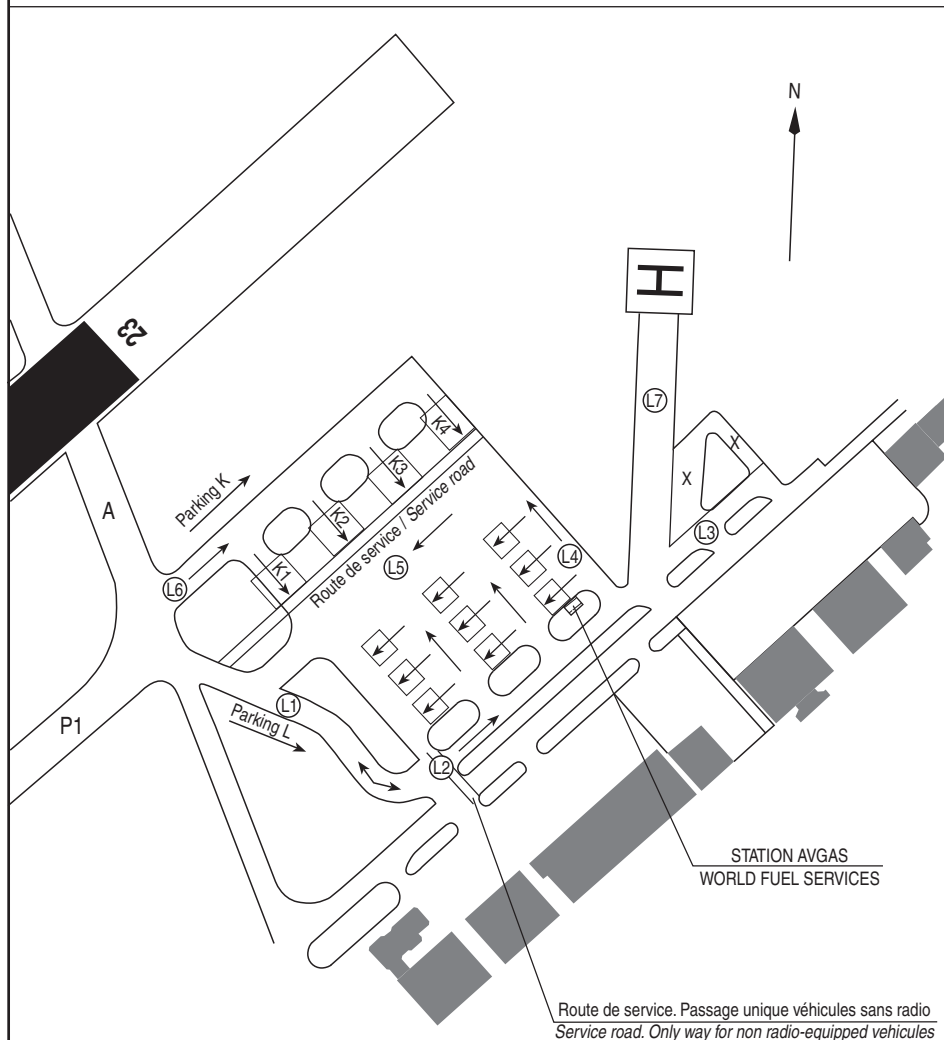 N
23
H
L7
K4
X
X
K3
A
Parking K
K2
L3
Route de service / Service road
L4
L5
K1
L6
P1
L1
Parking L
L2
STATION AVGAS
WORLD FUEL SERVICES
Route de service. Passage unique véhicules sans radio
Service road. Only way for non radio-equipped vehicules